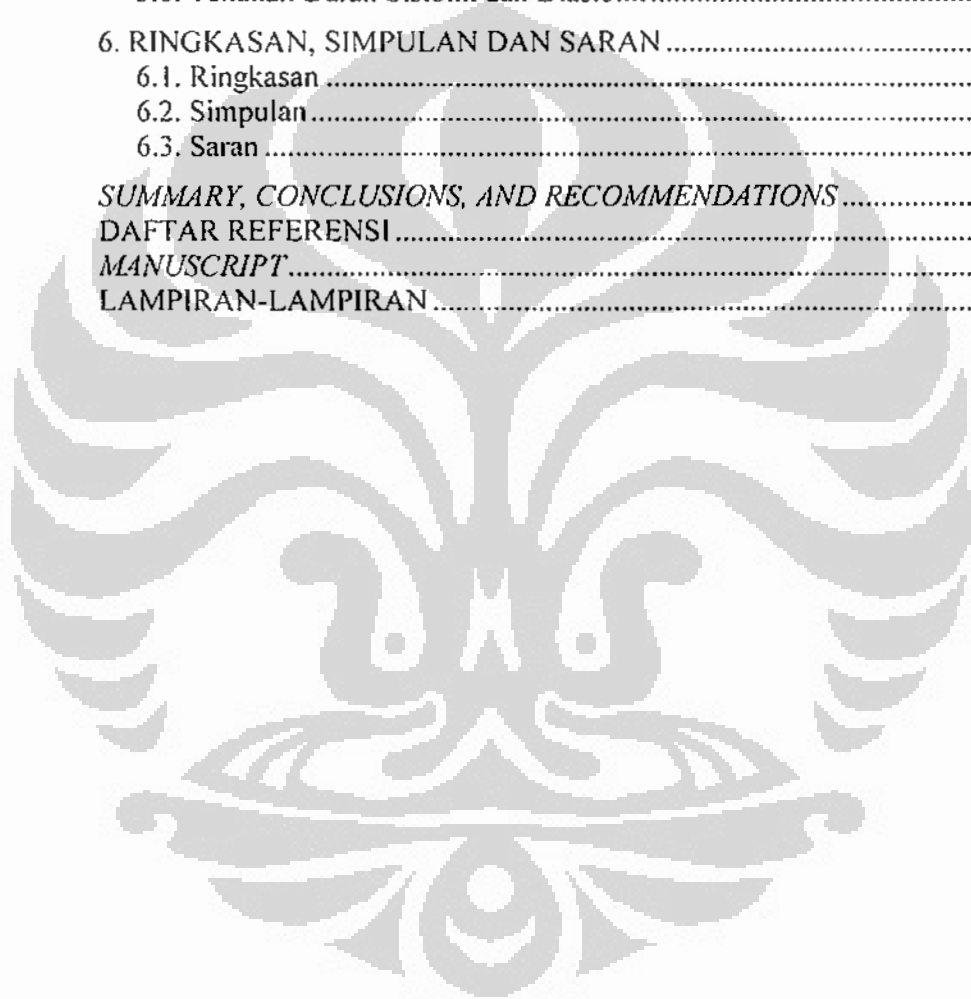 6. RINGKASAN, SIMPULAN DAN SARAN ..........................................
6.1. Ringkasan ..........................................
6.2. Simpulan ..........................................
6.3. Saran ..........................................
SUMMARY, CONCLUSIONS, AND RECOMMENDATIONS ....................
DAFTAR REFERENSI ..........................................
MANUSCRIPT ..........................................
LAMPIRAN-LAMPIRAN ..........................................